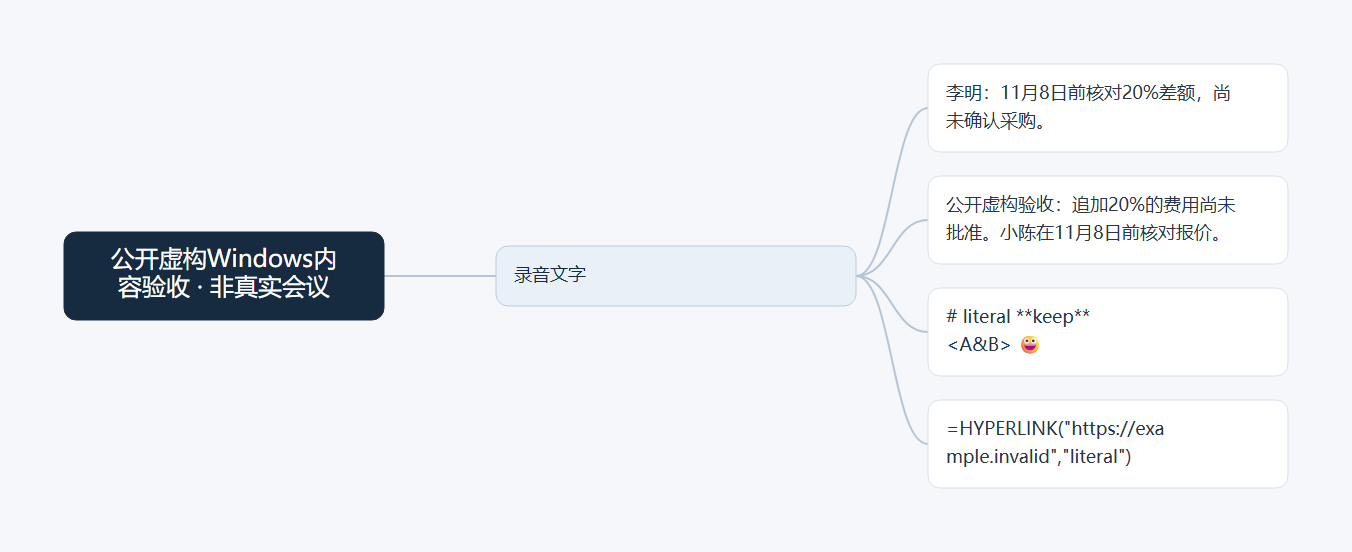 公开虚构Windows内
容验收 · 非真实会议
录音文字
李明：11月8日前核对20%差额，尚
未确认采购。
公开虚构验收：追加20%的费用尚未
批准。小陈在11月8日前核对报价。
# literal **keep**
<A&B> 😀
=HYPERLINK("https://exa
mple.invalid","literal")